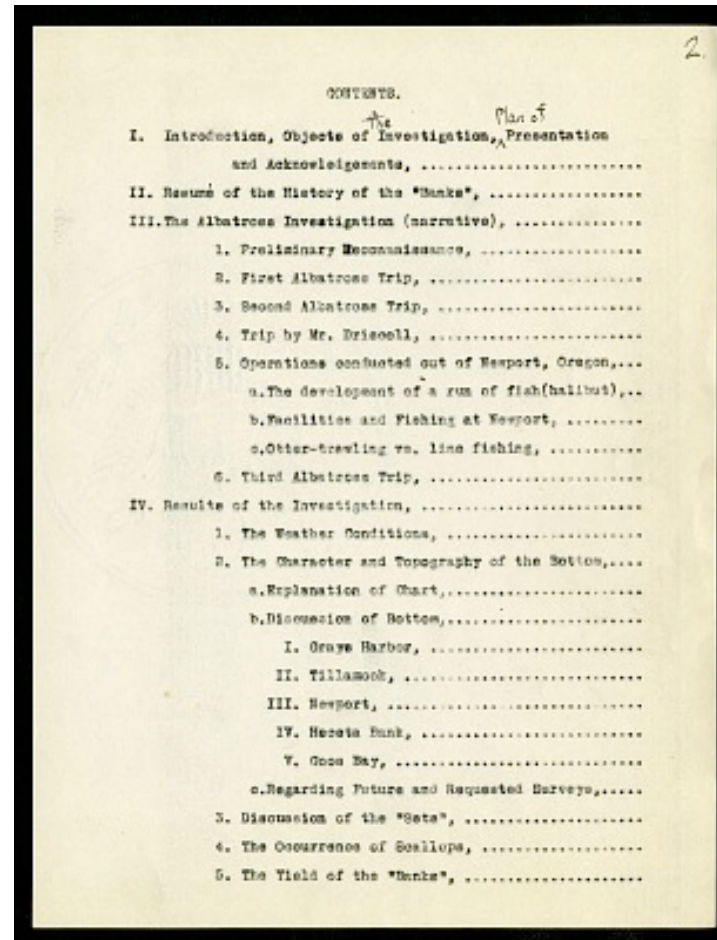 2.
CONTENTS.
the Plan of
I. Introduction, Objects of Investigation, Presentation
and Acknowledgements, ..........................
II. Resumé of the History of the "Banks", ..................
III.The Albatross Investigation (narrative), ...............
1. Preliminary Reconnaissance, ...................
2. First Albatross Trip, .........................
3. Second Albatross Trip, ........................
4. Trip by Mr. Driscoll, .........................
5. Operations conducted out of Newport, Oregon,...
a.The development of a run of fish(halibut),..
b.Facilities and Fishing at Newport, .........
c.Otter-trawling vs. line fishing, ...........
6. Third Albatross Trip, .........................
IV. Results of the Investigation, ..........................
1. The Weather Conditions, .......................
2. The Character and Topography of the Bottom,....
a.Explanation of Chart,.......................
b.Discussion of Bottom,.......................
I. Grays Harbor, ......................
II. Tillamook, .........................
III. Newport, ...........................
IV. Heceta Bank, .......................
V. Coos Bay, ..........................
c.Regarding Future and Requested Surveys,.....
3. Discussion of the "Sets", .....................
4. The Occurrence of Scallops, ...................
5. The Yield of the "Banks", .....................